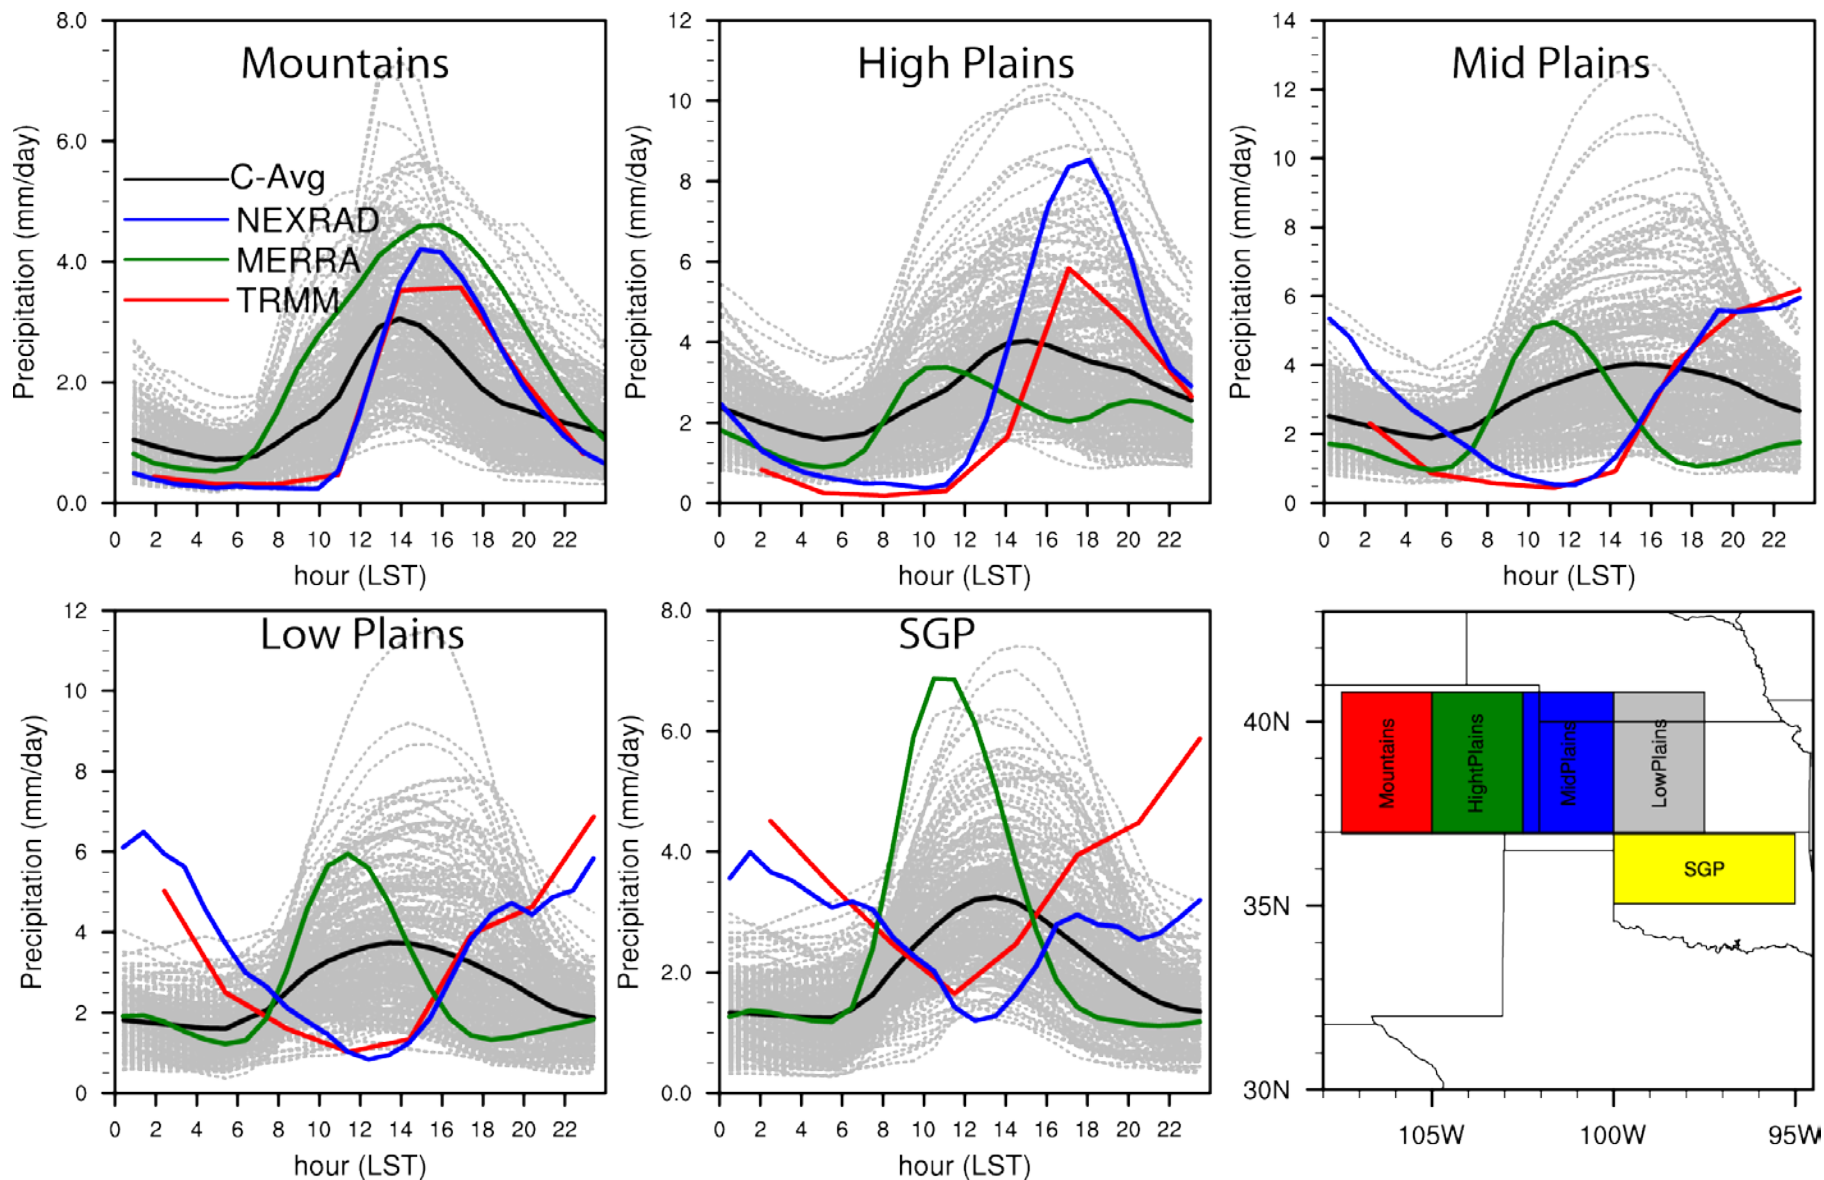 Mountains
8.0
6.0
4.0
2.0
0.0
Precipitation (mm/day)
C-Avg
NEXRAD
MERRA
TRMM
0 2 4 6 8 10 12 14 16 18 20 22
hour (LST)
High Plains
12
10
8
6
4
2
0
Precipitation (mm/day)
0 2 4 6 8 10 12 14 16 18 20 22
hour (LST)
Mid Plains
14
12
10
8
6
4
2
0
Precipitation (mm/day)
0 2 4 6 8 10 12 14 16 18 20 22
hour (LST)
Low Plains
12
10
8
6
4
2
0
Precipitation (mm/day)
0 2 4 6 8 10 12 14 16 18 20 22
hour (LST)
SGP
8.0
6.0
4.0
2.0
0.0
Precipitation (mm/day)
0 2 4 6 8 10 12 14 16 18 20 22
hour (LST)
40N
35N
30N
Mountains
HightPlains
MidPlains
LowPlains
SGP
105W 100W 95W